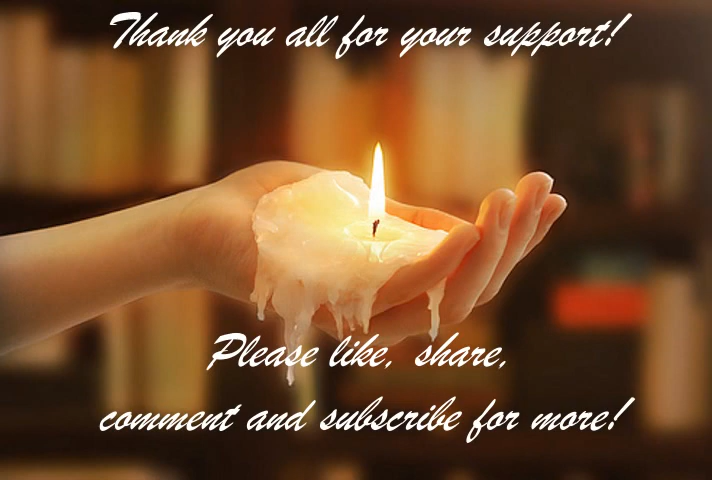 Thank you all for your support!
Please like, share,
comment and subscribe for more!